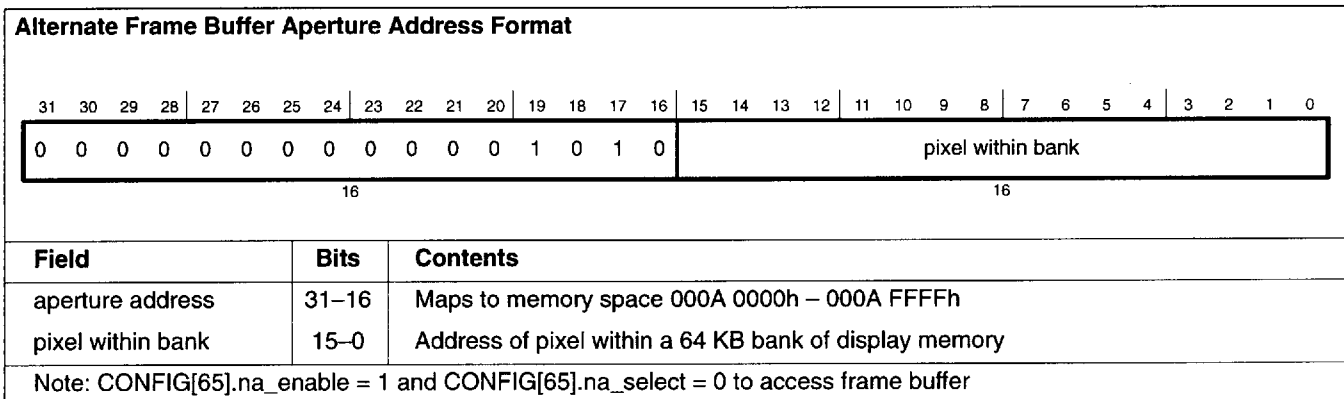 Alternate Frame Buffer Aperture Address Format
31 30 29 28 27 26 25 24 23 22 21 20 19 18 17 16 15 14 13 12 11 10 9 8 7 6 5 4 3 2 1 0
0 0 0 0 0 0 0 0 0 0 0 0 1 0 1 0 pixel within bank
16 16
Field Bits Contents
aperture address 31–16 Maps to memory space 000A 0000h – 000A FFFFh
pixel within bank 15–0 Address of pixel within a 64 KB bank of display memory
Note: CONFIG[65].na_enable = 1 and CONFIG[65].na_select = 0 to access frame buffer